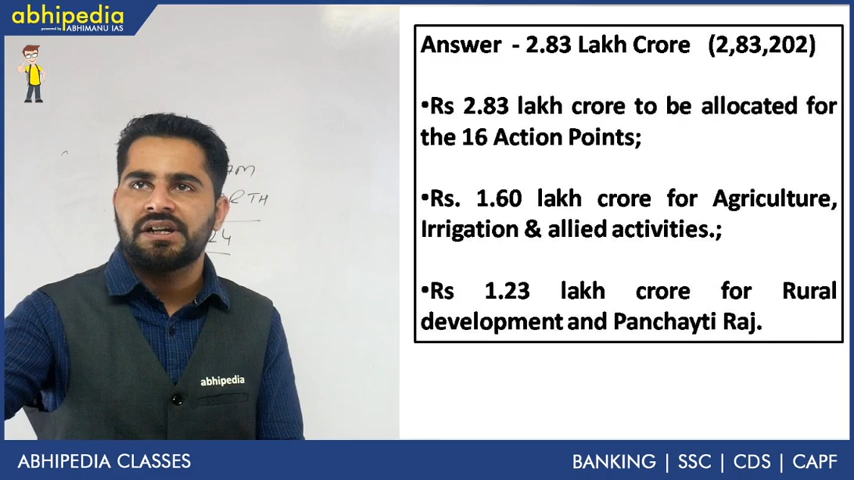 abhipedia
powered by ABHIMANU IAS
Answer - 2.83 Lakh Crore (2,83,202)
•Rs 2.83 lakh crore to be allocated for
the 16 Action Points;
•Rs. 1.60 lakh crore for Agriculture,
Irrigation & allied activities.;
•Rs 1.23 lakh crore for Rural
development and Panchayti Raj.
24
abhipedia
ABHIPEDIA CLASSES
BANKING | SSC | CDS | CAPF